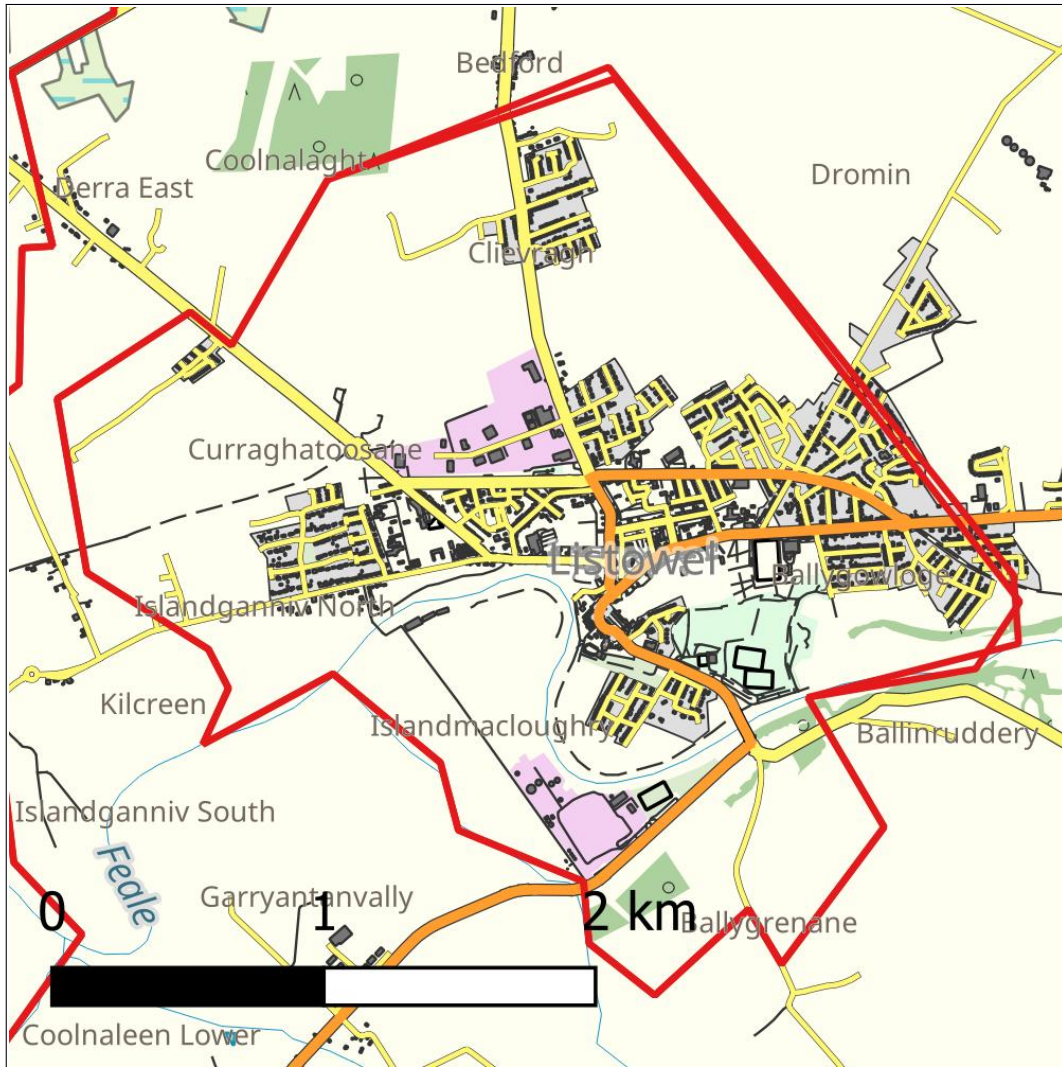 Bedford
Coolnalaght
Derra East
Dromin
Clievragh
Curraghatoosane
Listowel
Ballygowloge
Islandganniv North
Kilcreen
Islandmacloughry
Ballinruddery
Islandganniv South
Feale
Garryantanvally
0 1 2 km
Ballygrenane
Coolnaleen Lower